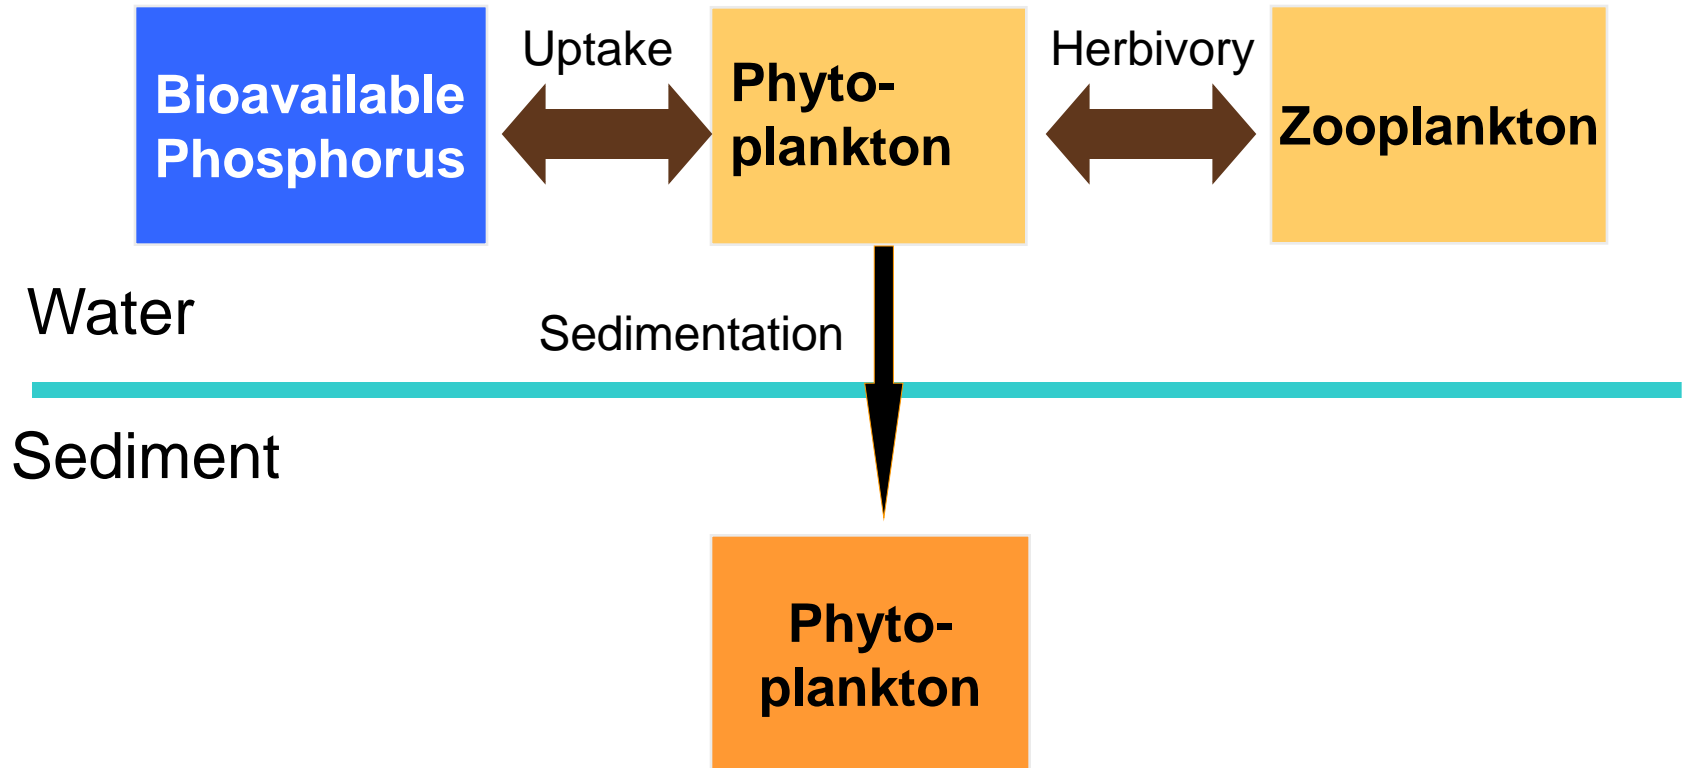 Uptake
Herbivory
Bioavailable
Phosphorus
Phyto-
plankton
Zooplankton
Water
Sedimentation
Sediment
Phyto-
plankton